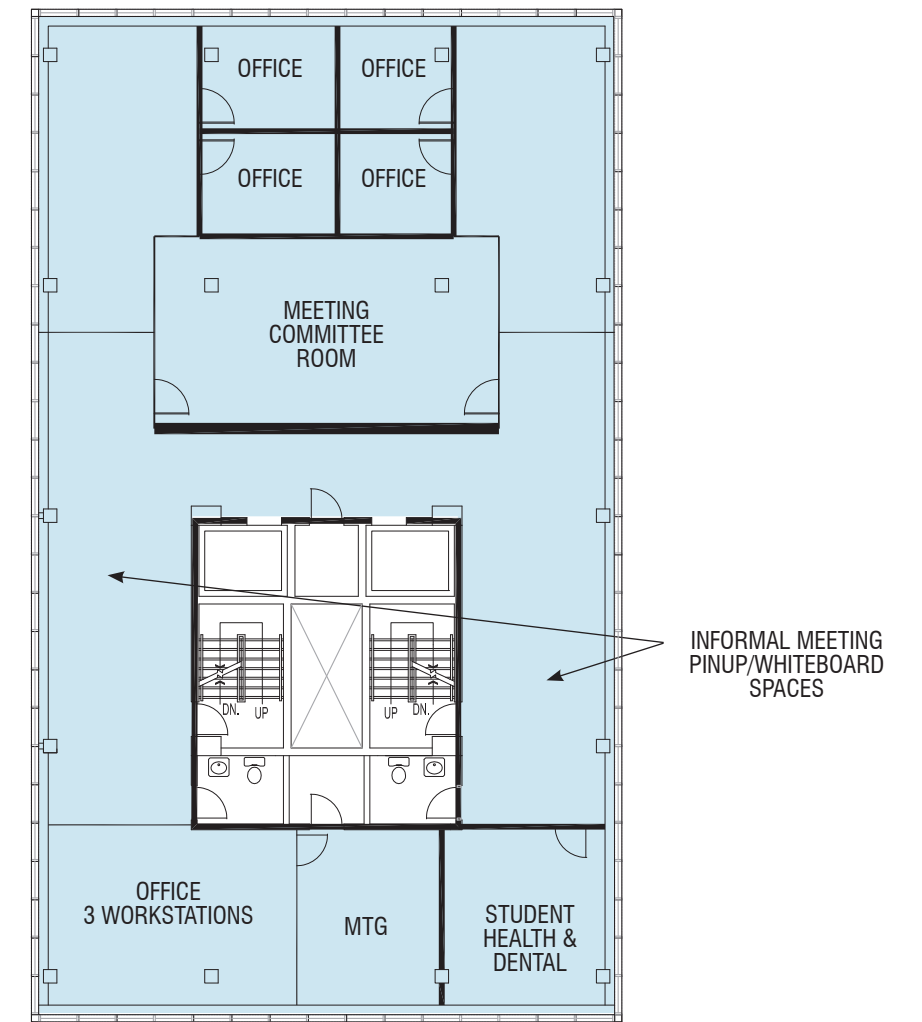 OFFICE
OFFICE
OFFICE
OFFICE
MEETING
COMMITTEE
ROOM
INFORMAL MEETING
PINUP/WHITEBOARD
SPACES
DN.
UP
UP
DN.
OFFICE
3 WORKSTATIONS
MTG
STUDENT
HEALTH &
DENTAL